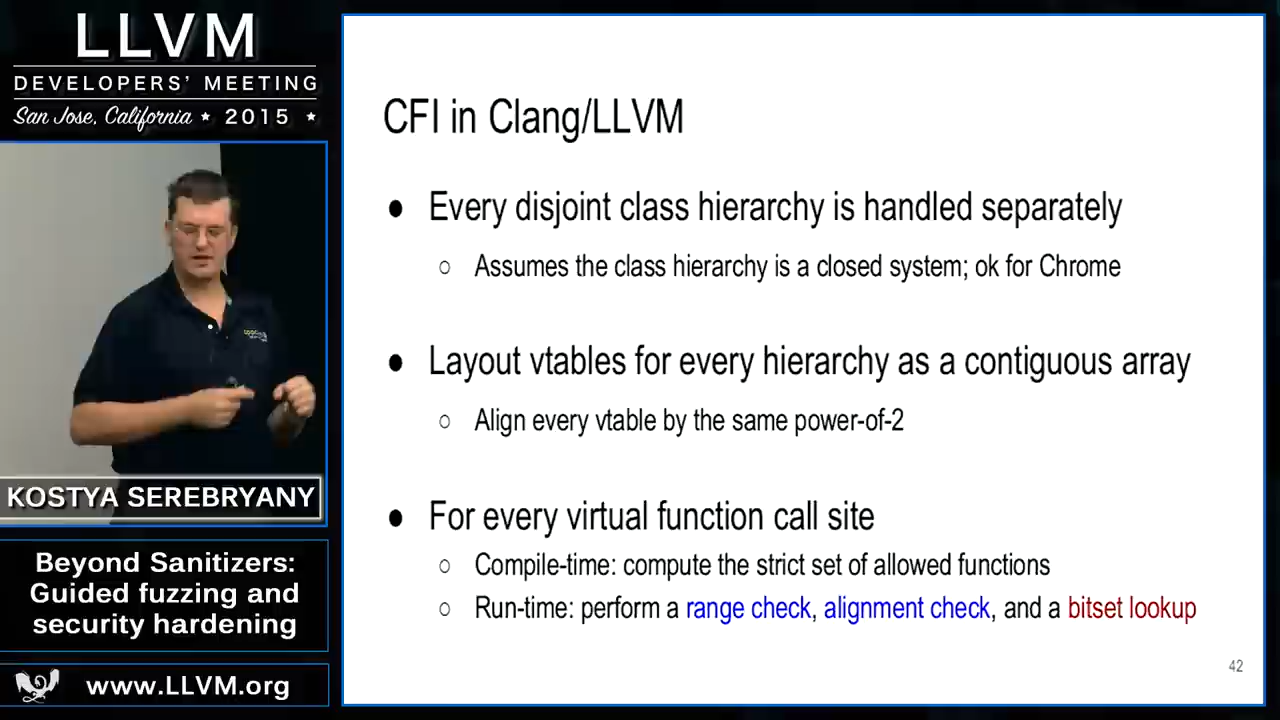 LLVM
DEVELOPERS' MEETING
San Jose, California ★ 2015 ★
KOSTYA SEREBRYANY
Beyond Sanitizers:
Guided fuzzing and
security hardening
www.LLVM.org
CFI in Clang/LLVM
● Every disjoint class hierarchy is handled separately
○ Assumes the class hierarchy is a closed system; ok for Chrome
● Layout vtables for every hierarchy as a contiguous array
○ Align every vtable by the same power-of-2
● For every virtual function call site
○ Compile-time: compute the strict set of allowed functions
○ Run-time: perform a range check, alignment check, and a bitset lookup
42